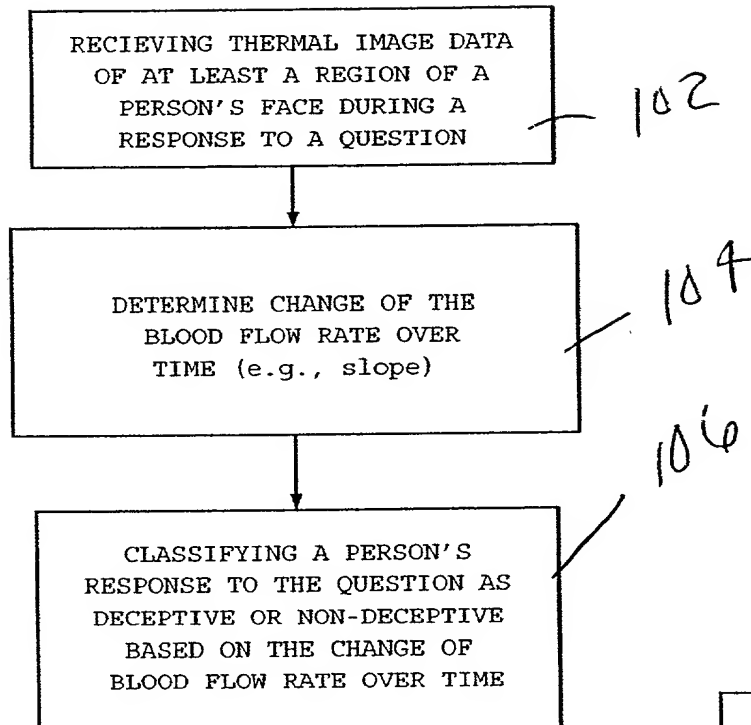 RECIEVING THERMAL IMAGE DATA
OF AT LEAST A REGION OF A
PERSON'S FACE DURING A
RESPONSE TO A QUESTION
102
DETERMINE CHANGE OF THE
BLOOD FLOW RATE OVER
TIME (e.g., slope)
104
106
CLASSIFYING A PERSON'S
RESPONSE TO THE QUESTION AS
DECEPTIVE OR NON-DECEPTIVE
BASED ON THE CHANGE OF
BLOOD FLOW RATE OVER TIME